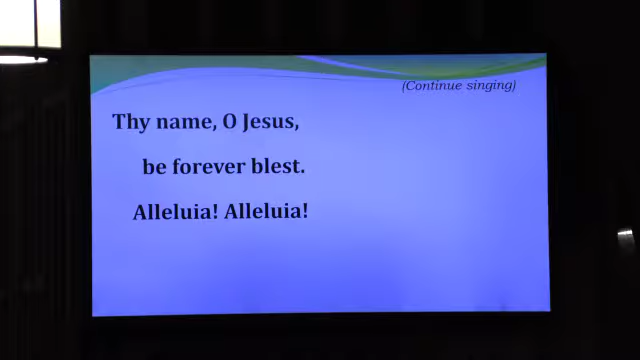 (Continue singing)
Thy name, O Jesus,
be forever blest.
Alleluia! Alleluia!